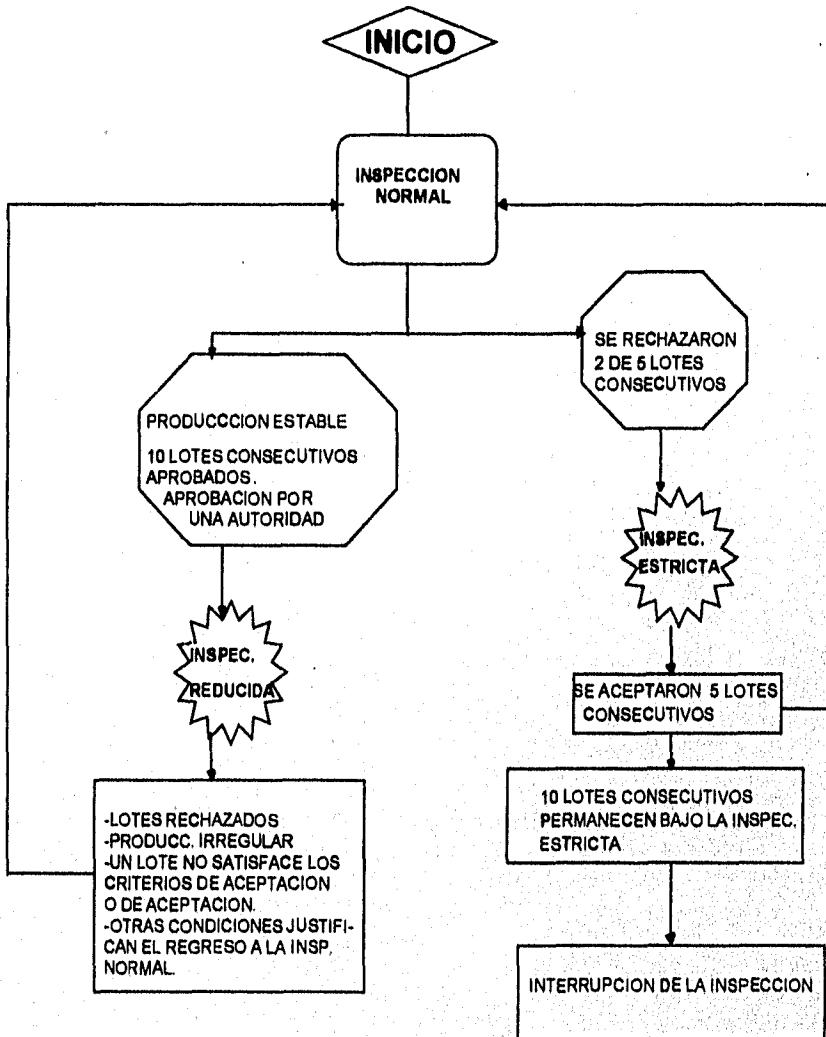 INICIO
INSPECCION
NORMAL
SE RECHAZARON
2 DE 5 LOTES
CONSECUTIVOS
PRODUCCCION ESTABLE
10 LOTES CONSECUTIVOS
APROBADOS.
APROBACION POR
UNA AUTORIDAD
INSPEC.
ESTRICTA
INSPEC.
REDUCIDA
SE ACEPTARON 5 LOTES
CONSECUTIVOS
10 LOTES CONSECUTIVOS
PERMANECEN BAJO LA INSPEC.
ESTRICTA
-LOTES RECHAZADOS
-PRODUCC. IRREGULAR
-UN LOTE NO SATISFACE LOS
CRITERIOS DE ACEPTACION
O DE ACEPTACION.
-OTRAS CONDICIONES JUSTIFI-
CAN EL REGRESO A LA INSP.
NORMAL.
INTERRUPCION DE LA INSPECCION